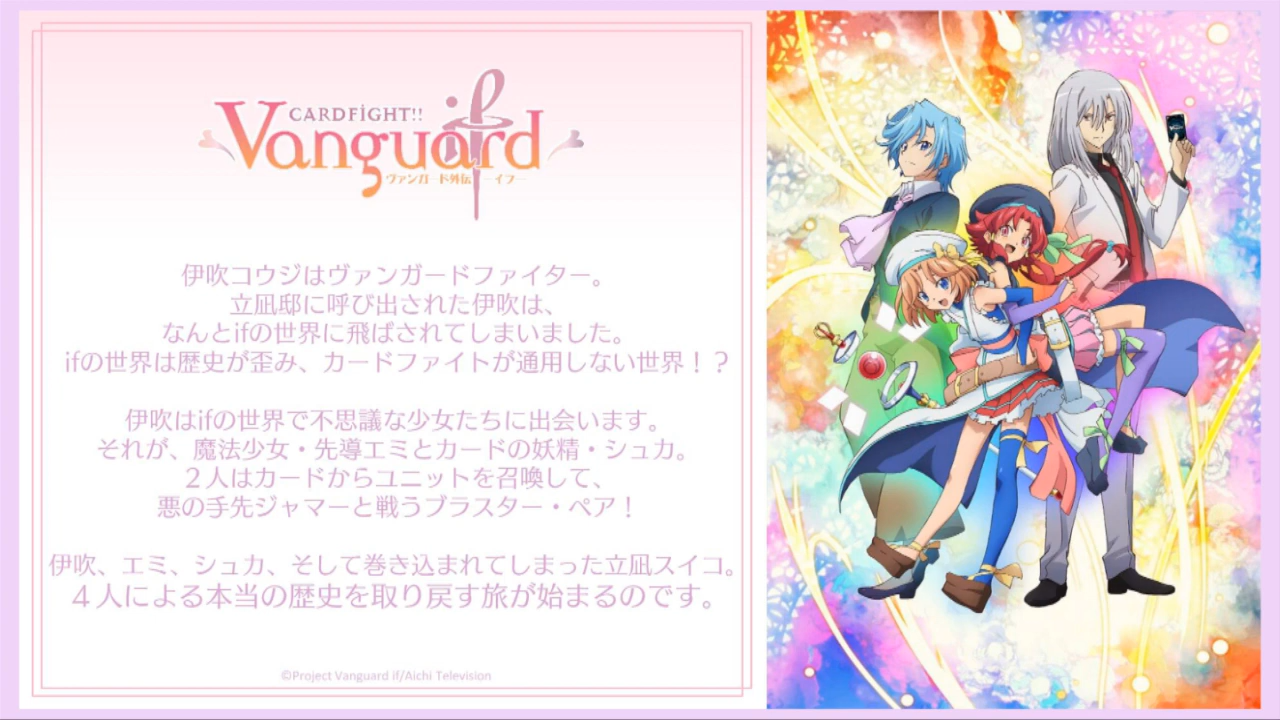 CARDFIGHT!!
Vanguard if
ヴァンガード外伝 ーイフー
伊吹コウジはヴァンガードファイター。
立凪邸に呼び出された伊吹は、
なんとifの世界に飛ばされてしまいました。
ifの世界は歴史が歪み、カードファイトが通用しない世界！？
伊吹はifの世界で不思議な少女たちに出会います。
それが、魔法少女・先導エミとカードの妖精・シュカ。
２人はカードからユニットを召喚して、
悪の手先ジャマーと戦うブラスター・ペア！
伊吹、エミ、シュカ、そして巻き込まれてしまった立凪スイコ。
４人による本当の歴史を取り戻す旅が始まるのです。
©Project Vanguard if/Aichi Television